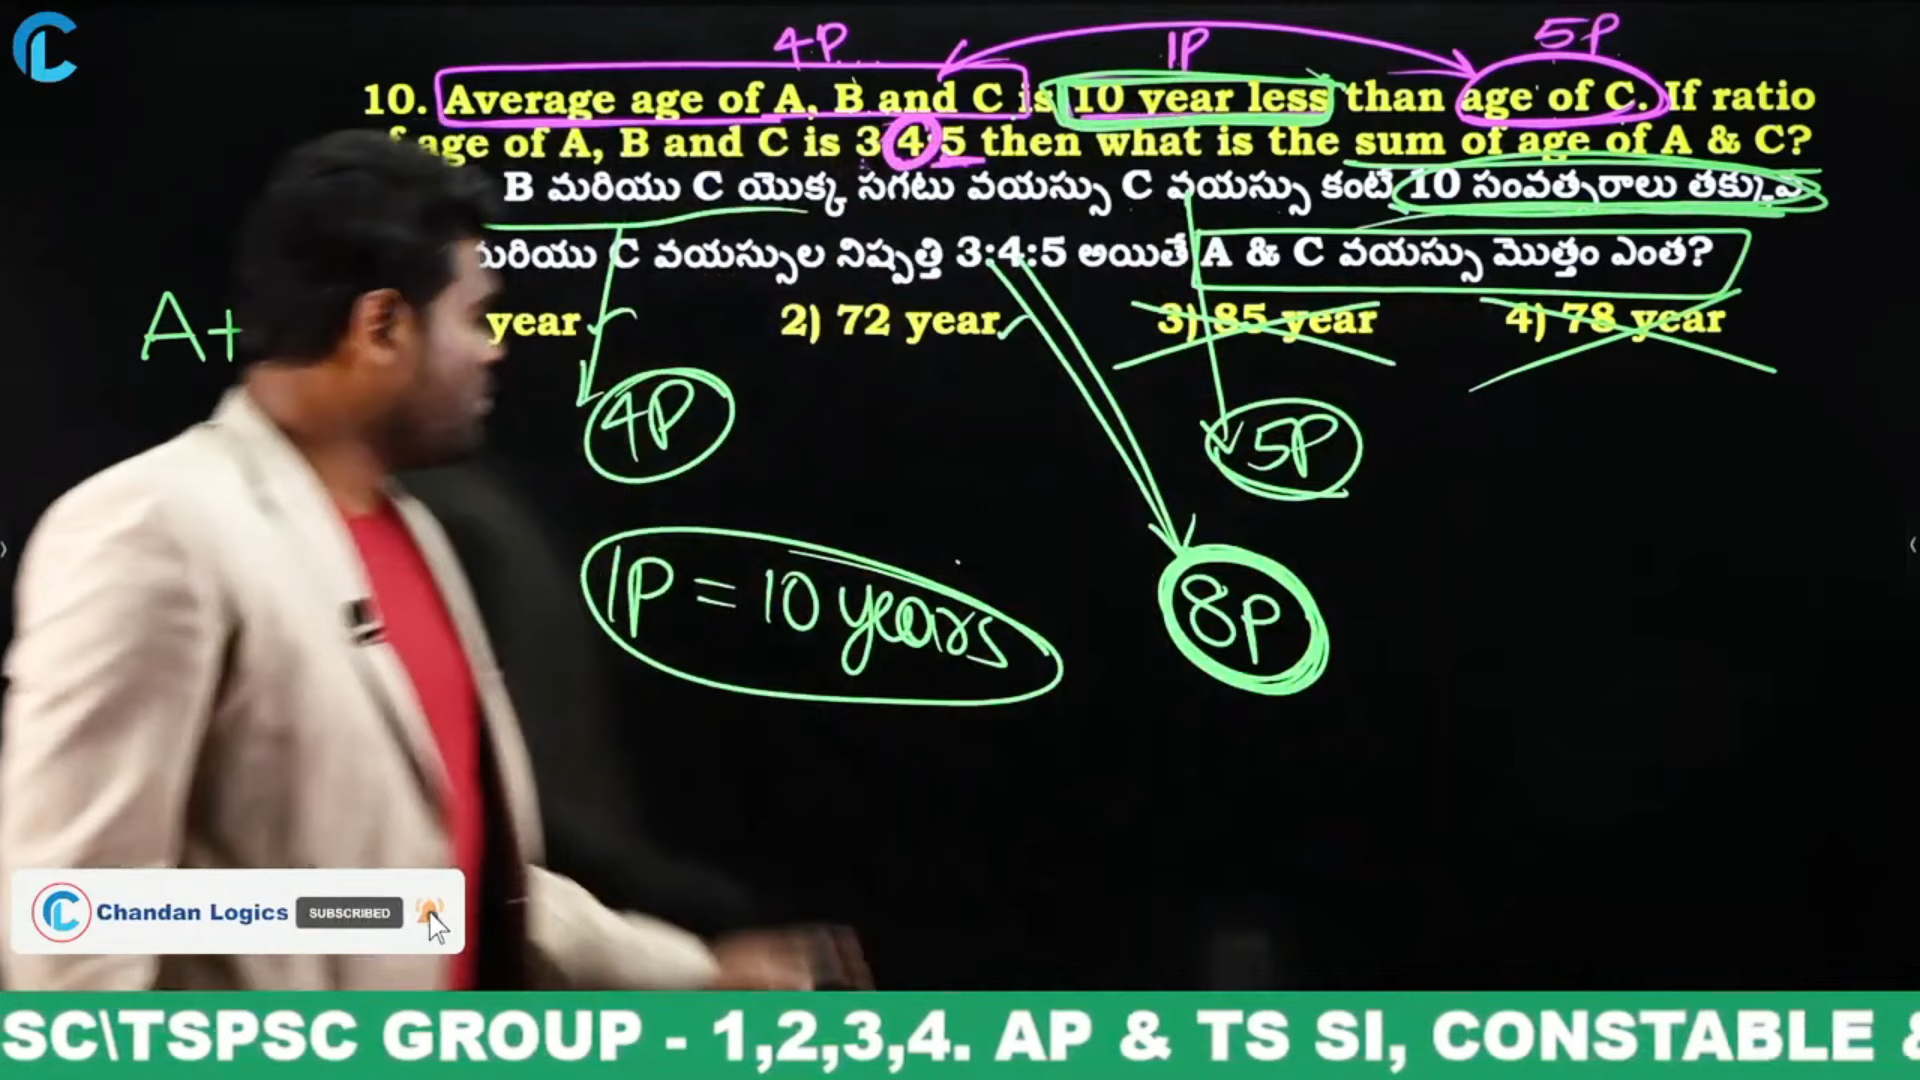 4P
1P
5P
10. Average age of A, B and C is 10 year less than age of C. If ratio
age of A, B and C is 3:4:5 then what is the sum of age of A & C?
B మరియు C యొక్క సగటు వయస్సు C వయస్సు కంటే 10 సంవత్సరాలు తక్కువ
మరియు C వయస్సుల నిష్పత్తి 3:4:5 అయితే A & C వయస్సు మొత్తం ఎంత?
year 2) 72 year 3) 85 year 4) 78 year
A+
4P
5P
1P = 10 years
8P
Chandan Logics SUBSCRIBED
SC\TSPSC GROUP - 1,2,3,4. AP & TS SI, CONSTABLE &